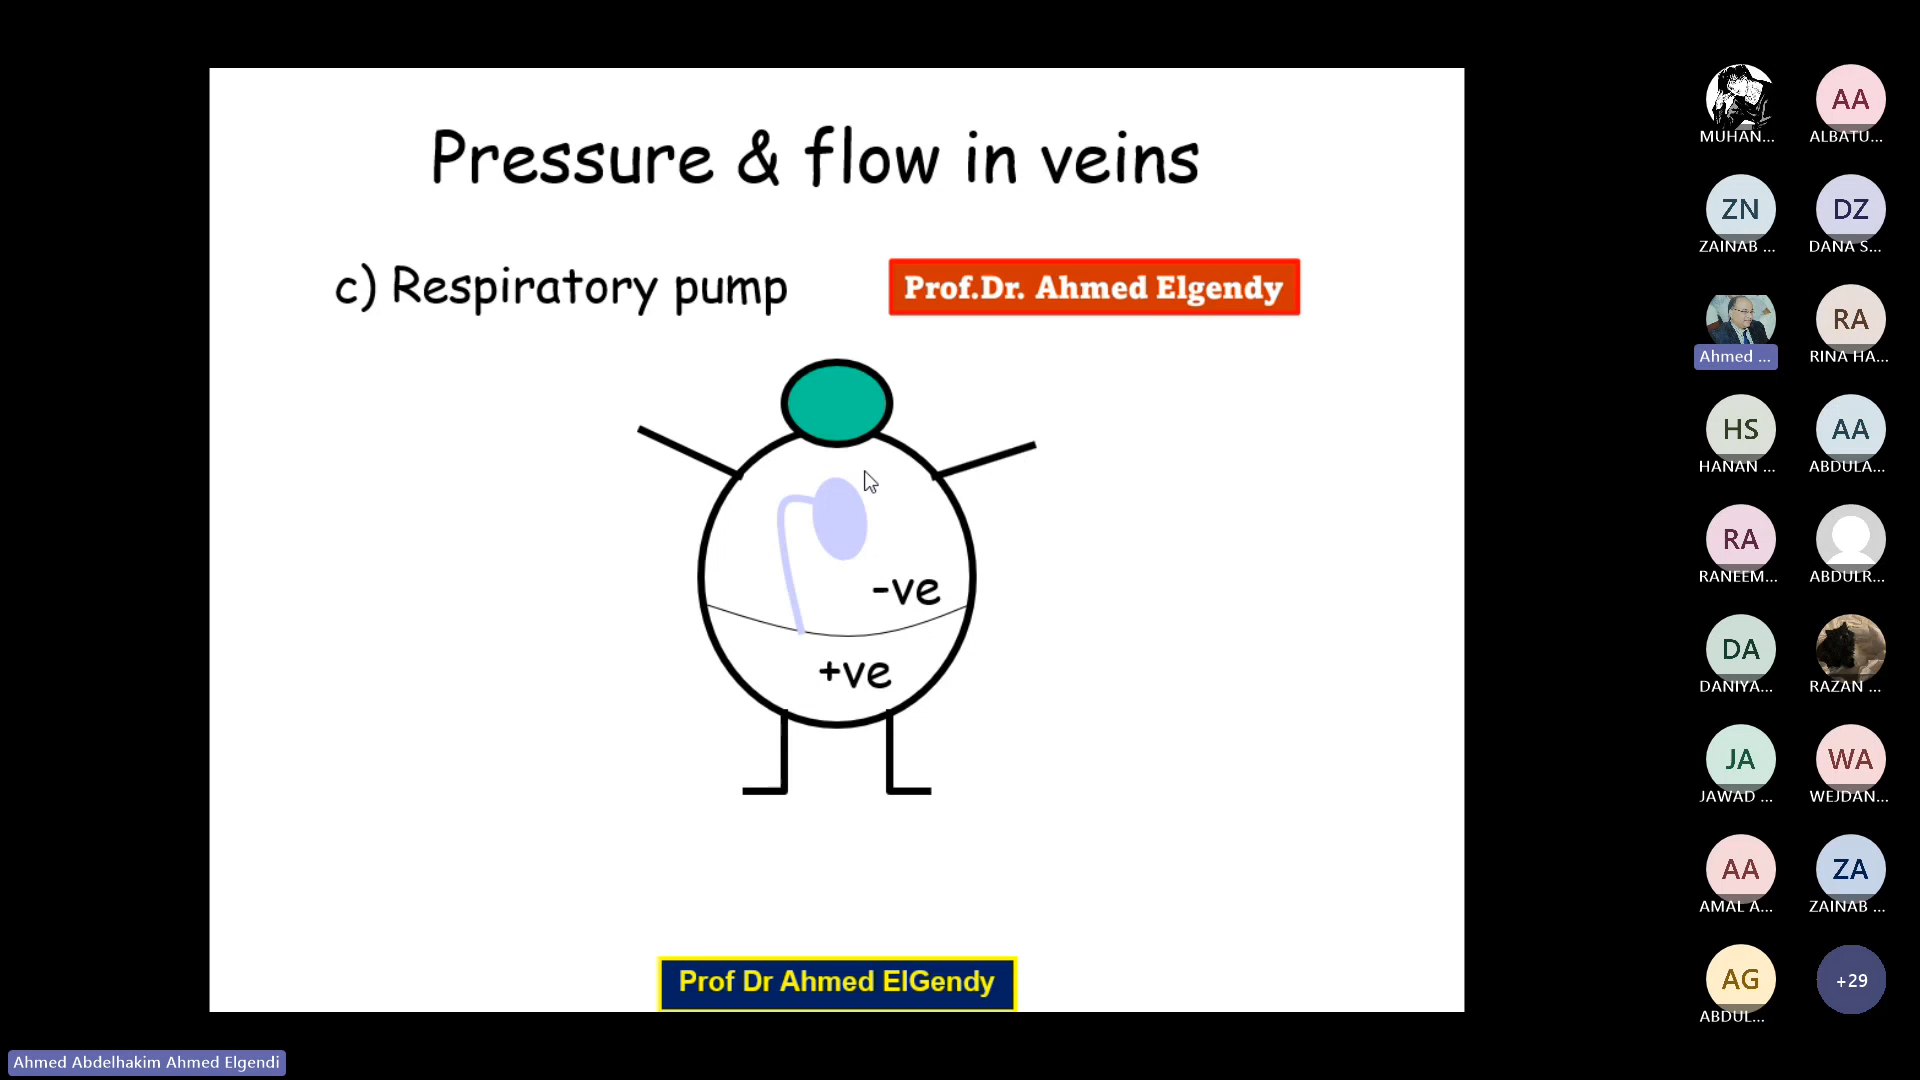 Pressure & flow in veins
c) Respiratory pump
Prof.Dr. Ahmed Elgendy
-ve
+ve
Prof Dr Ahmed ElGendy
Ahmed Abdelhakim Ahmed Elgendi
MUHAN...
AA
ALBATU...
ZN
ZAINAB ...
DZ
DANA S...
Ahmed ...
RA
RINA HA...
HS
HANAN ...
AA
ABDULA...
RA
RANEEM...
ABDULR...
DA
DANIYA...
RAZAN ...
JA
JAWAD ...
WA
WEJDAN...
AA
AMAL A...
ZA
ZAINAB ...
AG
ABDUL...
+29